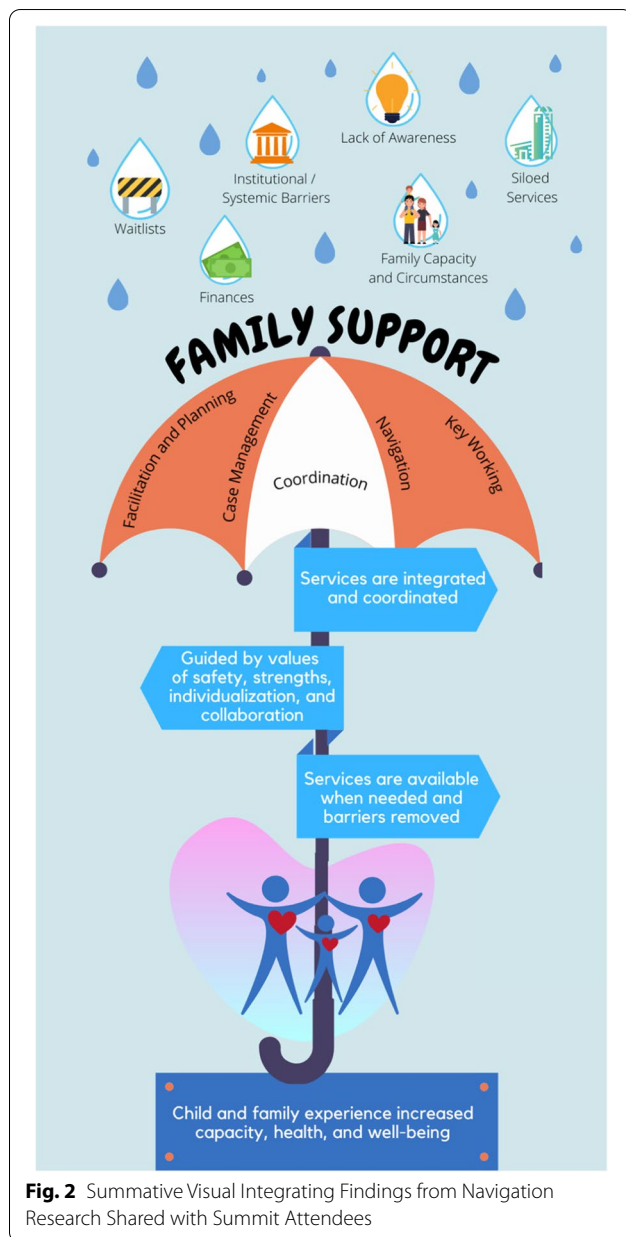 Lack of Awareness
Institutional /
Systemic Barriers
Siloed
Services
Waitlists
Family Capacity
and Circumstances
Finances
FAMILY SUPPORT
Facilitation and Planning
Case Management
Coordination
Navigation
Key Working
Services are integrated
and coordinated
Guided by values
of safety, strengths,
individualization, and
collaboration
Services are available
when needed and
barriers removed
Child and family experience increased
capacity, health, and well-being
Fig. 2 Summative Visual Integrating Findings from Navigation
Research Shared with Summit Attendees